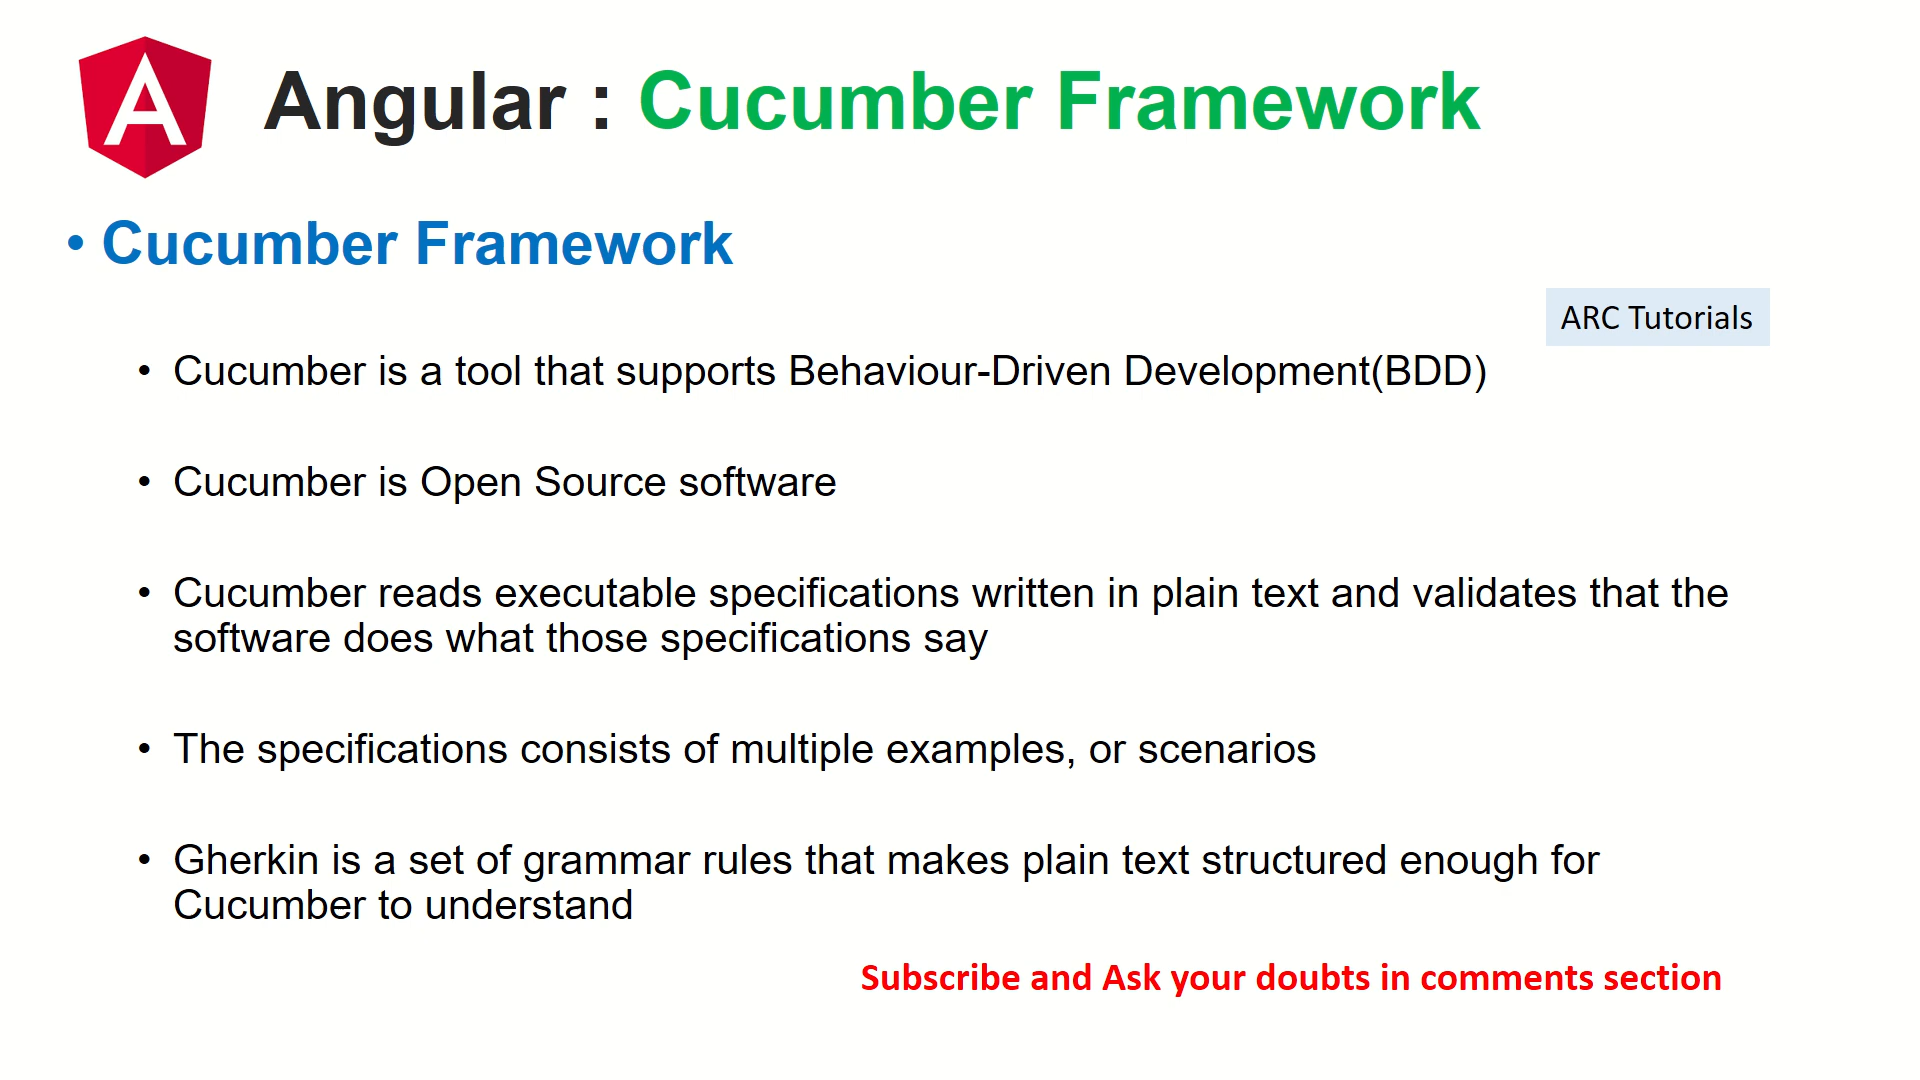 Angular : Cucumber Framework
• Cucumber Framework
ARC Tutorials
• Cucumber is a tool that supports Behaviour-Driven Development(BDD)
• Cucumber is Open Source software
• Cucumber reads executable specifications written in plain text and validates that the
software does what those specifications say
• The specifications consists of multiple examples, or scenarios
• Gherkin is a set of grammar rules that makes plain text structured enough for
Cucumber to understand
Subscribe and Ask your doubts in comments section